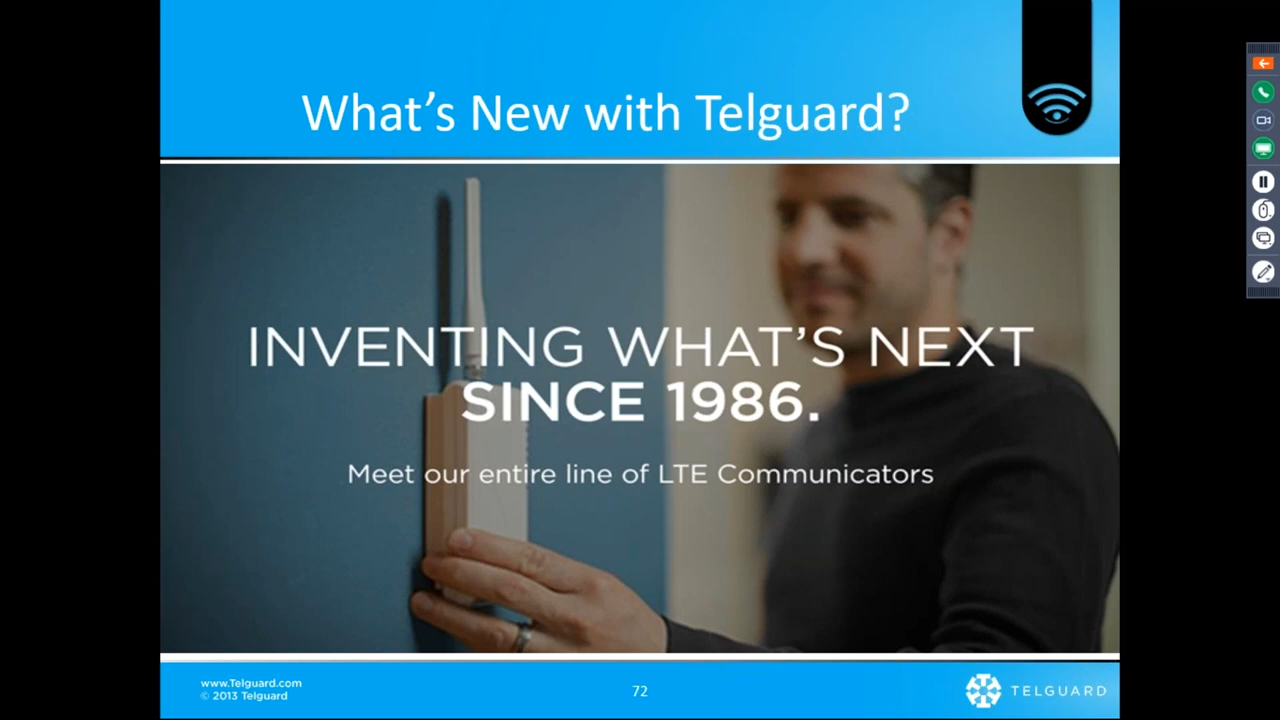 What's New with Telguard?
INVENTING WHAT'S NEXT
SINCE 1986.
Meet our entire line of LTE Communicators
www.Telguard.com
© 2013 Telguard
72
TELGUARD